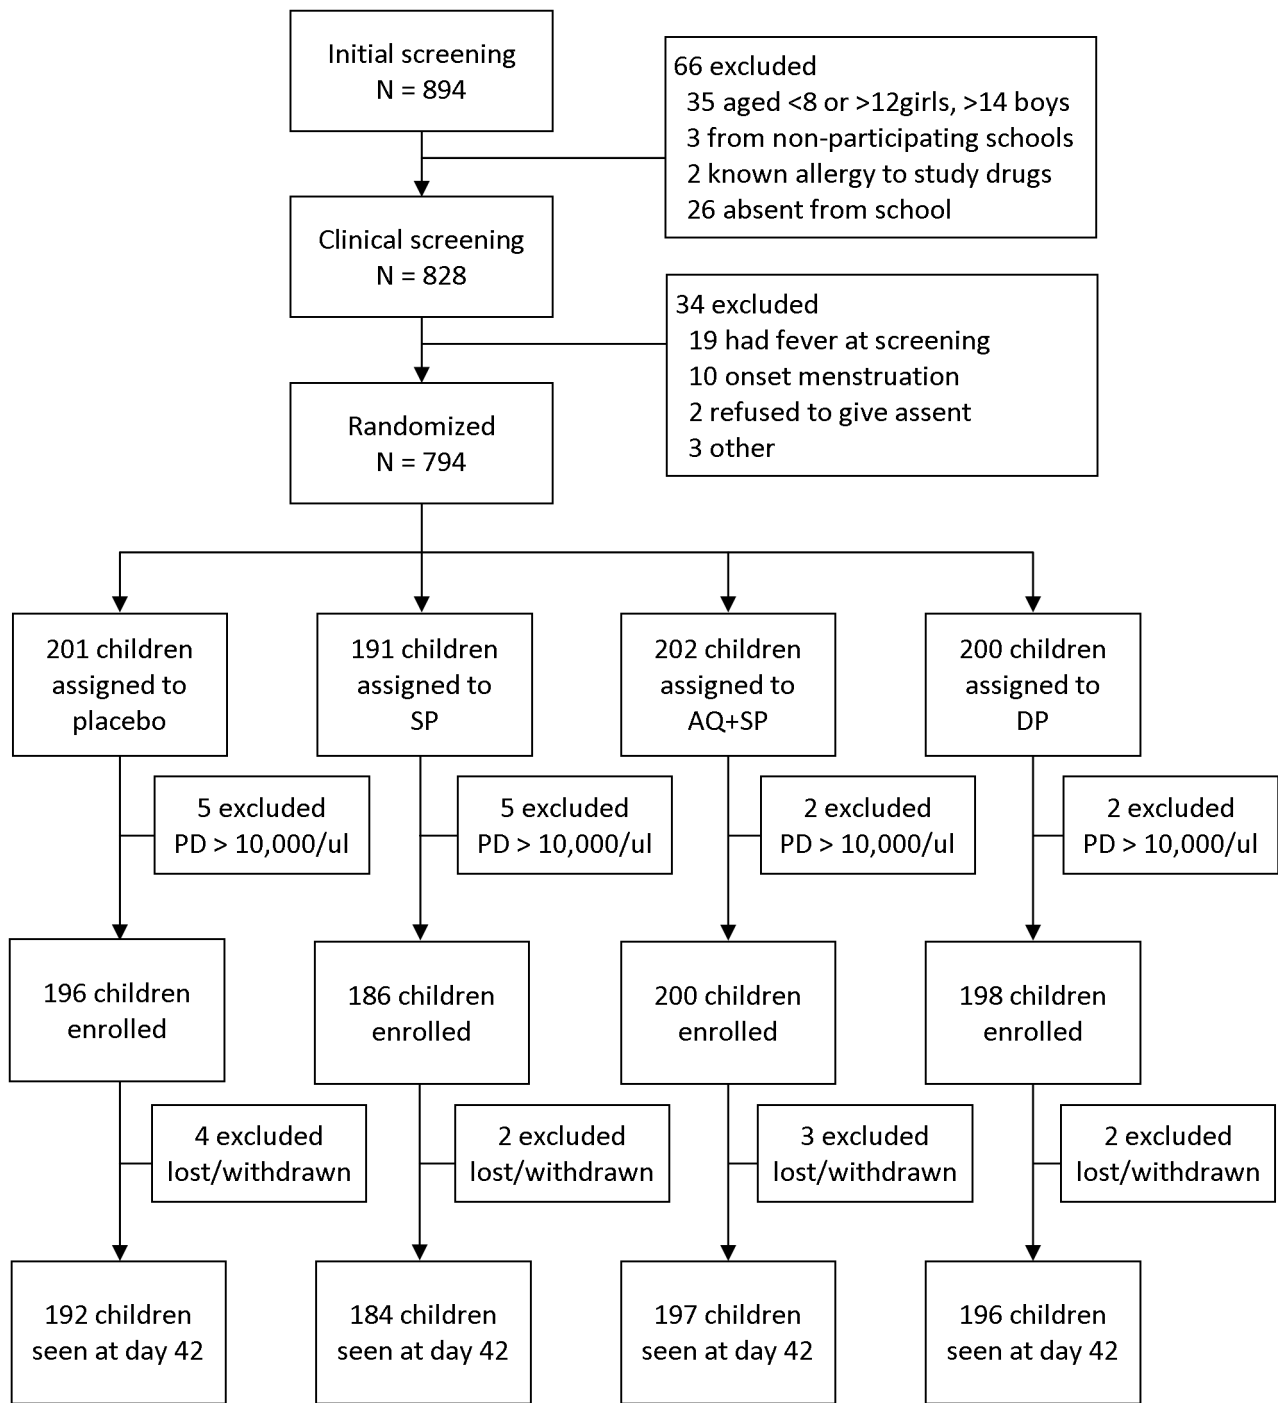 Initial screening
N = 894
66 excluded
35 aged <8 or >12girls, >14 boys
3 from non-participating schools
2 known allergy to study drugs
26 absent from school
Clinical screening
N = 828
34 excluded
19 had fever at screening
10 onset menstruation
2 refused to give assent
3 other
Randomized
N = 794
201 children
assigned to
placebo
191 children
assigned to
SP
202 children
assigned to
AQ+SP
200 children
assigned to
DP
5 excluded
PD > 10,000/ul
5 excluded
PD > 10,000/ul
2 excluded
PD > 10,000/ul
2 excluded
PD > 10,000/ul
196 children
enrolled
186 children
enrolled
200 children
enrolled
198 children
enrolled
4 excluded
lost/withdrawn
2 excluded
lost/withdrawn
3 excluded
lost/withdrawn
2 excluded
lost/withdrawn
192 children
seen at day 42
184 children
seen at day 42
197 children
seen at day 42
196 children
seen at day 42